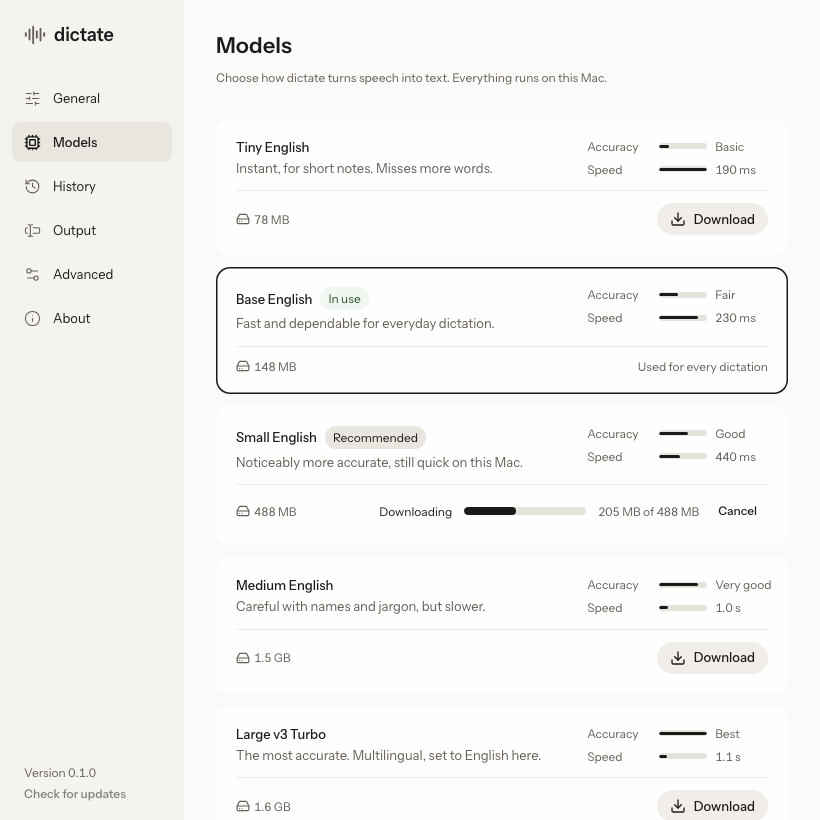 dictate
General
Models
History
Output
Advanced
About
Version 0.1.0
Check for updates
Models
Choose how dictate turns speech into text. Everything runs on this Mac.
Tiny English
Instant, for short notes. Misses more words.
Accuracy Basic
Speed 190 ms
78 MB
Download
Base English In use
Fast and dependable for everyday dictation.
Accuracy Fair
Speed 230 ms
148 MB
Used for every dictation
Small English Recommended
Noticeably more accurate, still quick on this Mac.
Accuracy Good
Speed 440 ms
488 MB
Downloading 205 MB of 488 MB Cancel
Medium English
Careful with names and jargon, but slower.
Accuracy Very good
Speed 1.0 s
1.5 GB
Download
Large v3 Turbo
The most accurate. Multilingual, set to English here.
Accuracy Best
Speed 1.1 s
1.6 GB
Download